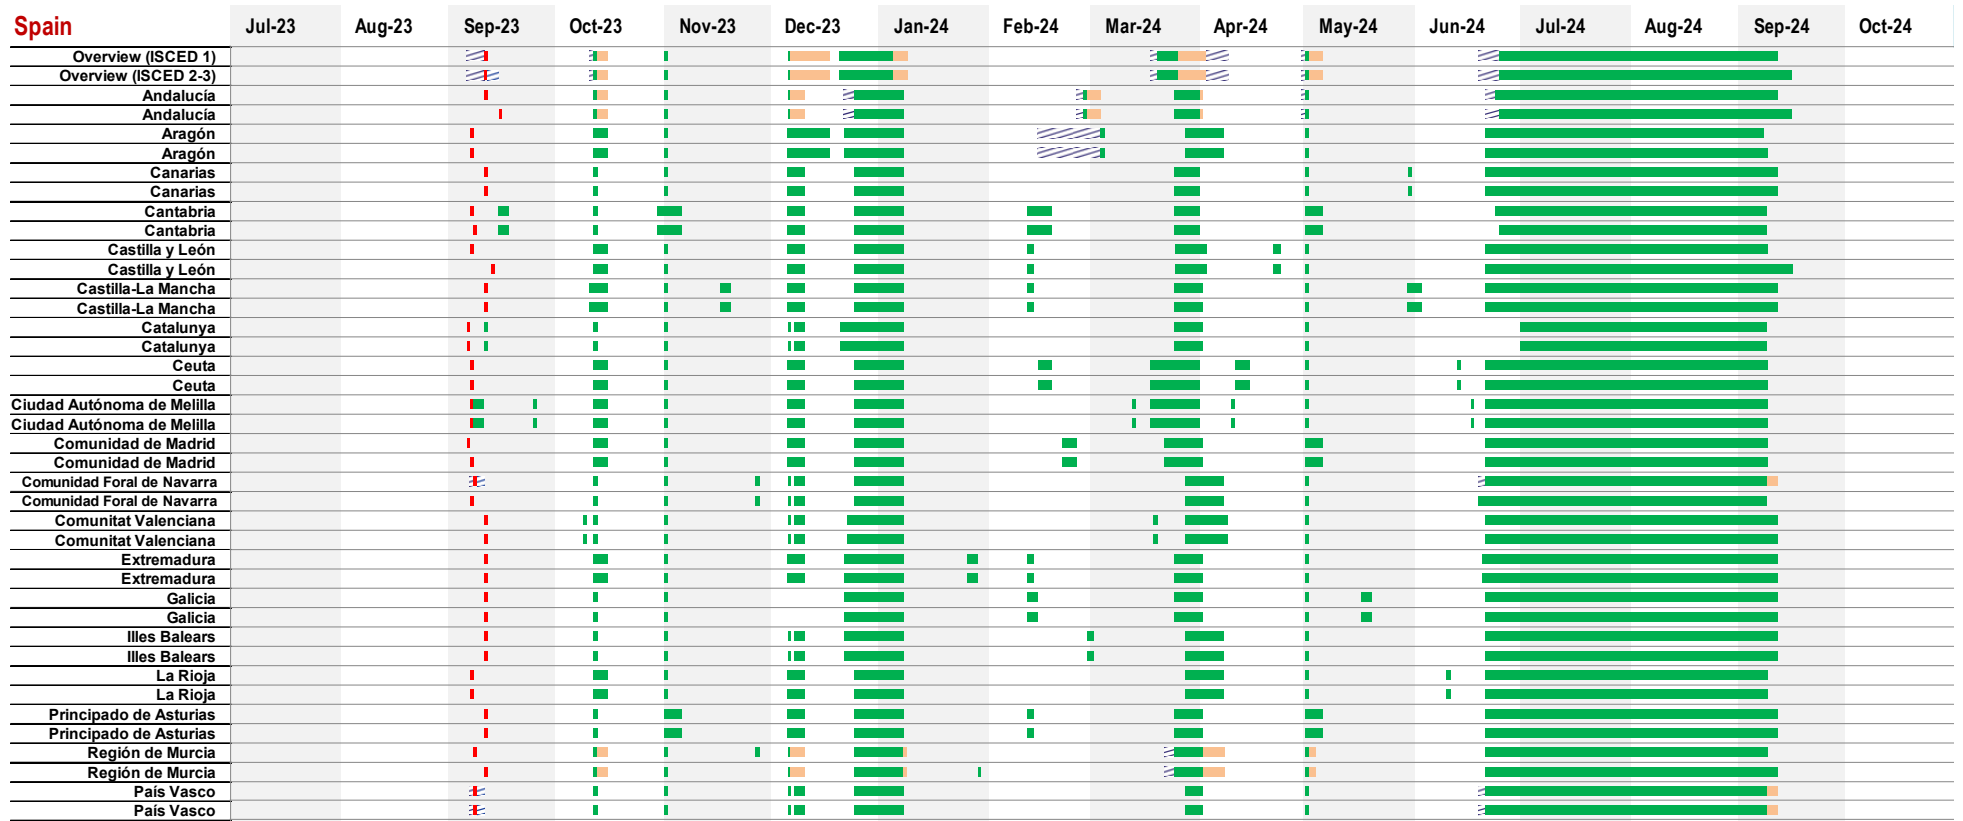 Spain Jul-23 Aug-23 Sep-23 Oct-23 Nov-23 Dec-23 Jan-24 Feb-24 Mar-24 Apr-24 May-24 Jun-24 Jul-24 Aug-24 Sep-24 Oct-24
Overview (ISCED 1)
Overview (ISCED 2-3)
Andalucía
Andalucía
Aragón
Aragón
Canarias
Canarias
Cantabria
Cantabria
Castilla y León
Castilla y León
Castilla-La Mancha
Castilla-La Mancha
Catalunya
Catalunya
Ceuta
Ceuta
Ciudad Autónoma de Melilla
Ciudad Autónoma de Melilla
Comunidad de Madrid
Comunidad de Madrid
Comunidad Foral de Navarra
Comunidad Foral de Navarra
Comunitat Valenciana
Comunitat Valenciana
Extremadura
Extremadura
Galicia
Galicia
Illes Balears
Illes Balears
La Rioja
La Rioja
Principado de Asturias
Principado de Asturias
Región de Murcia
Región de Murcia
País Vasco
País Vasco